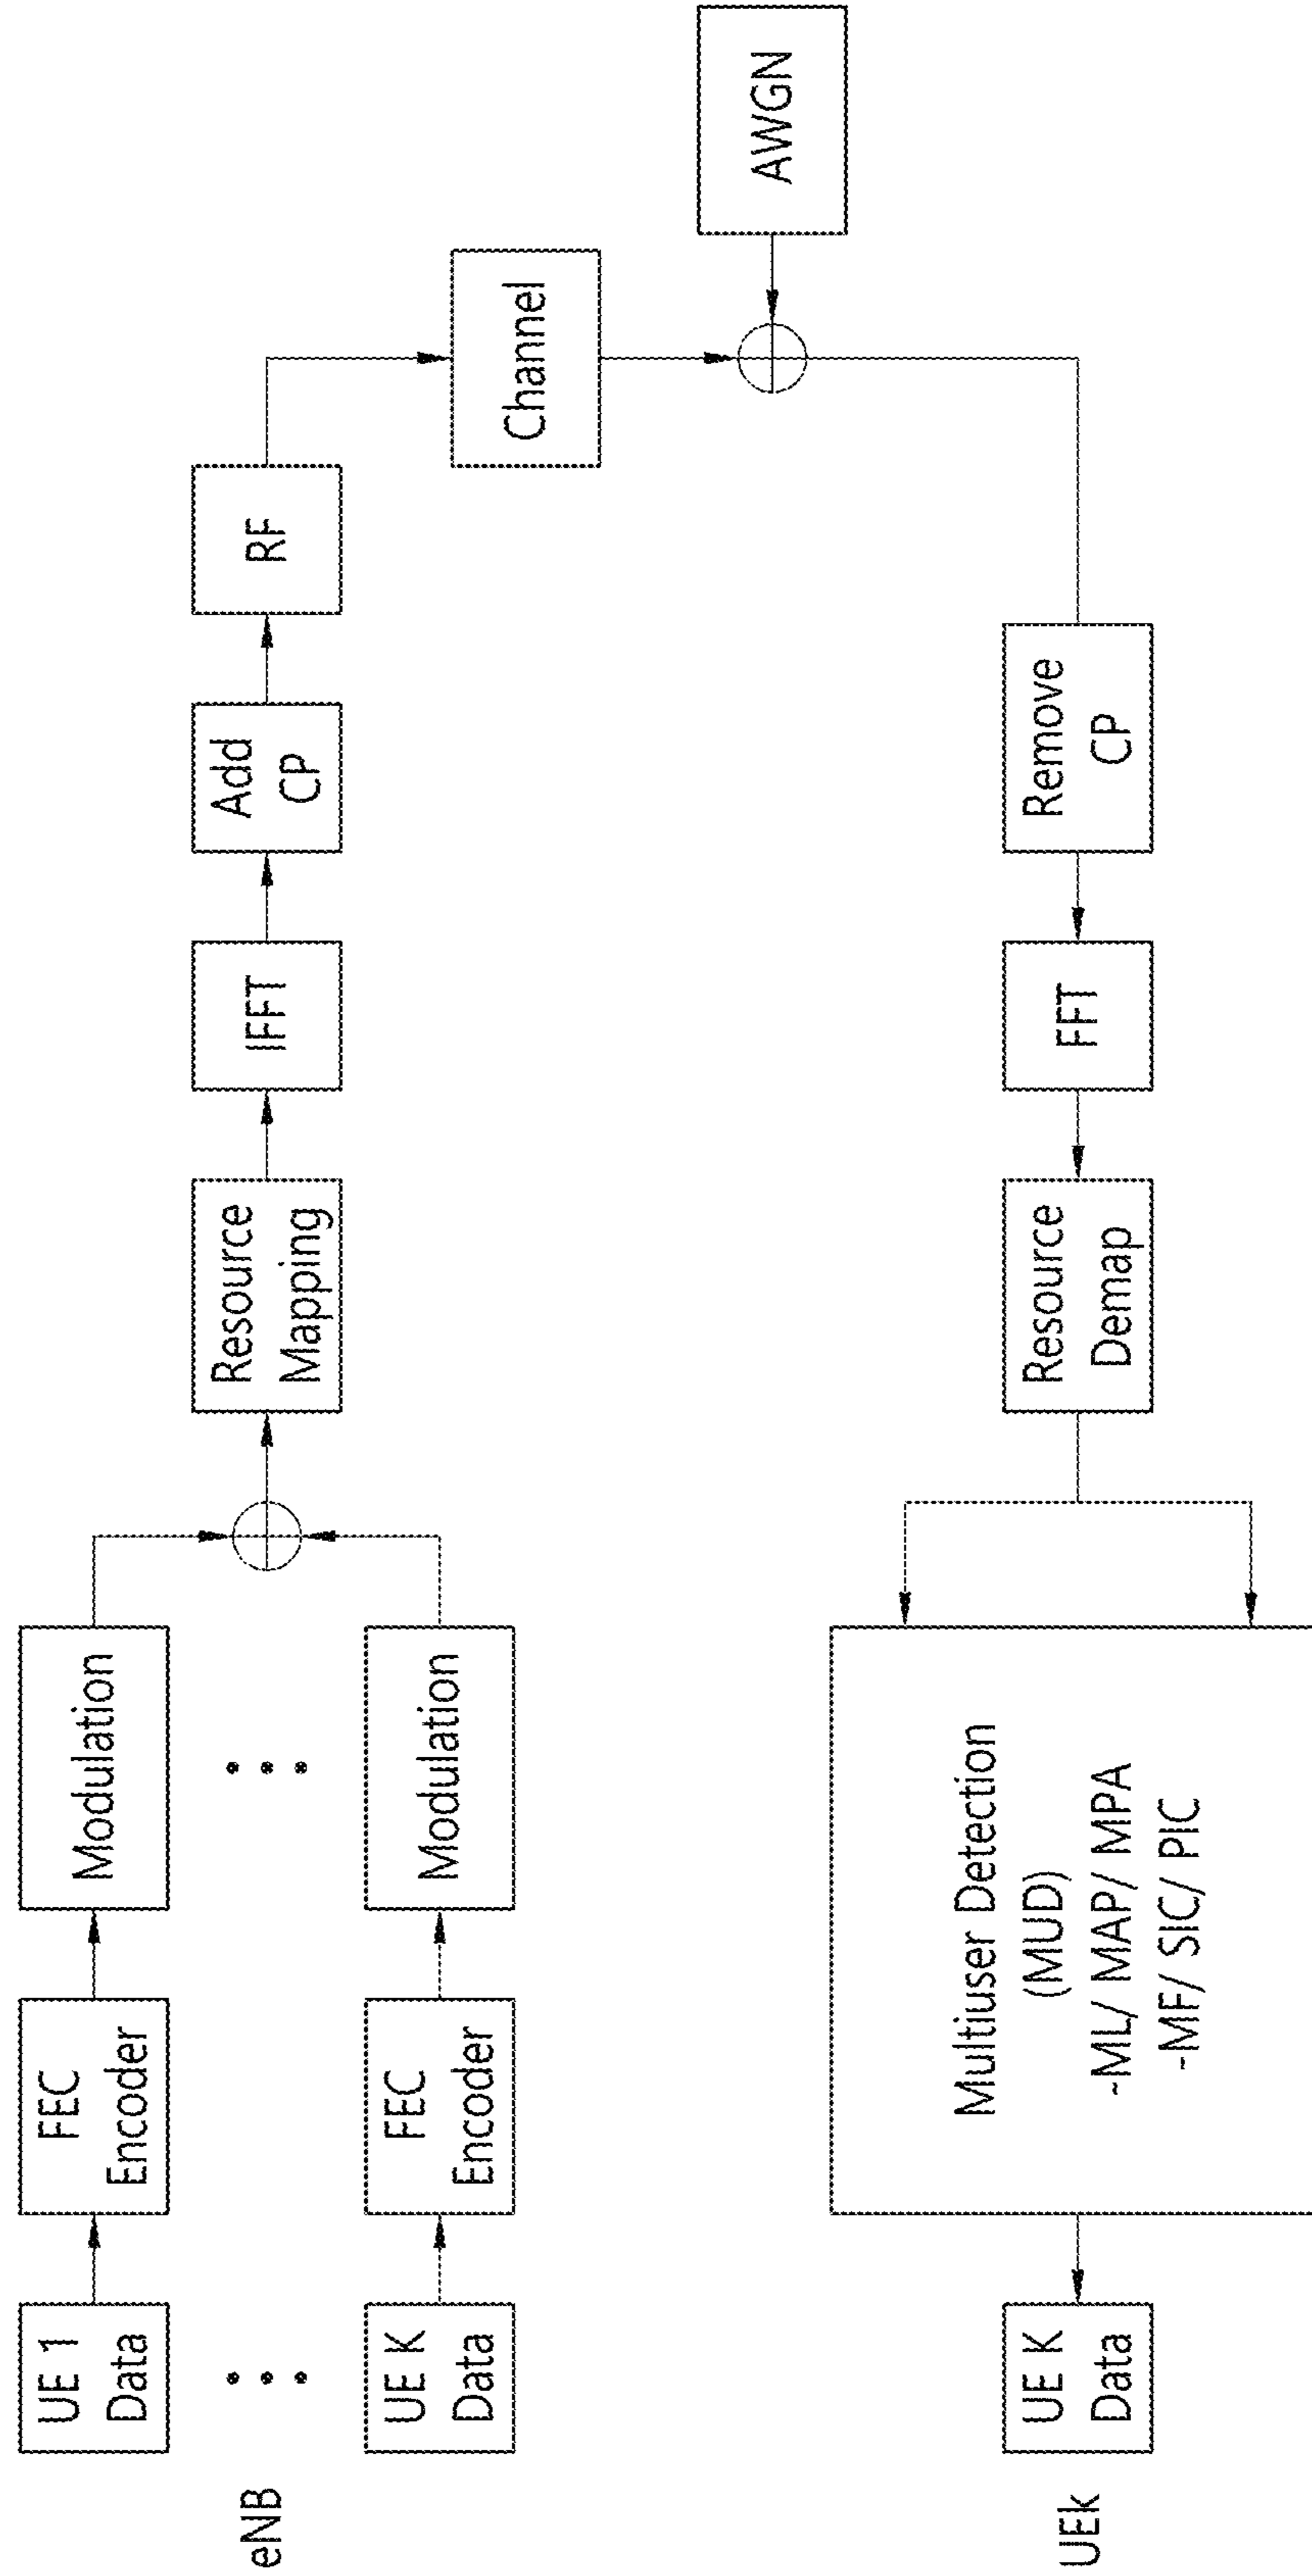 eNB
UE 1
Data
FEC
Encoder
Modulation
UE K
Data
FEC
Encoder
Modulation
Resource
Mapping
IFFT
Add
CP
RF
Channel
AWGN
UEk
UE K
Data
Multiuser Detection
(MUD)
-ML/ MAP/ MPA
-MF/ SIC/ PIC
Resource
Demap
FFT
Remove
CP